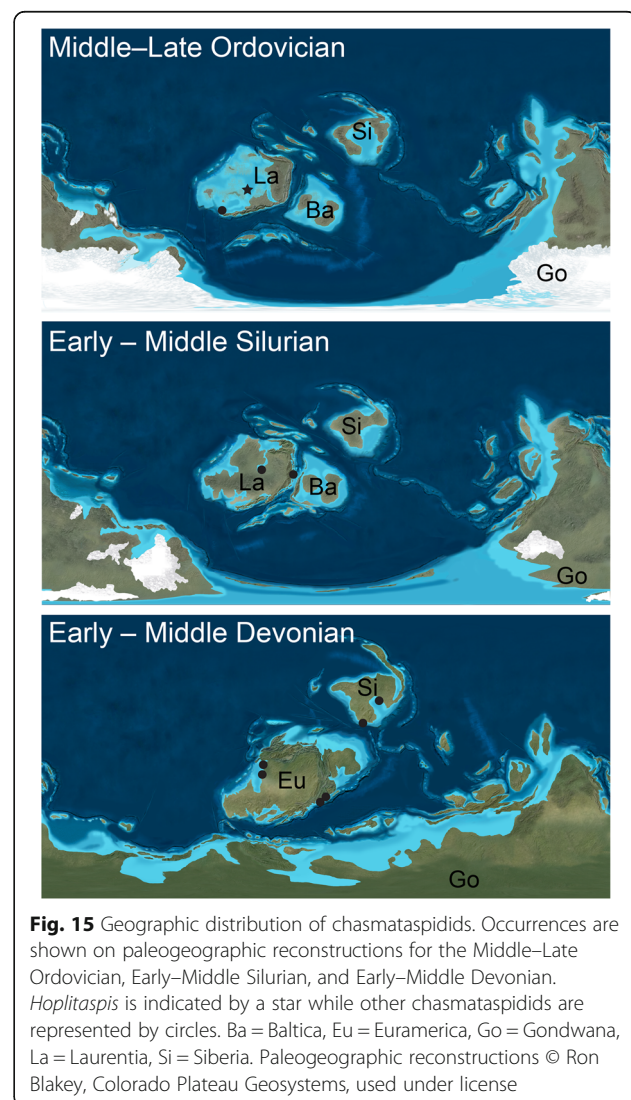 Middle–Late Ordovician
Si
La
Ba
Go
Early – Middle Silurian
Si
La
Ba
Go
Early – Middle Devonian
Si
Eu
Go
Fig. 15 Geographic distribution of chasmataspidids. Occurrences are
shown on paleogeographic reconstructions for the Middle–Late
Ordovician, Early–Middle Silurian, and Early–Middle Devonian.
Hoplitaspis is indicated by a star while other chasmataspidids are
represented by circles. Ba = Baltica, Eu = Euramerica, Go = Gondwana,
La = Laurentia, Si = Siberia. Paleogeographic reconstructions © Ron
Blakey, Colorado Plateau Geosystems, used under license